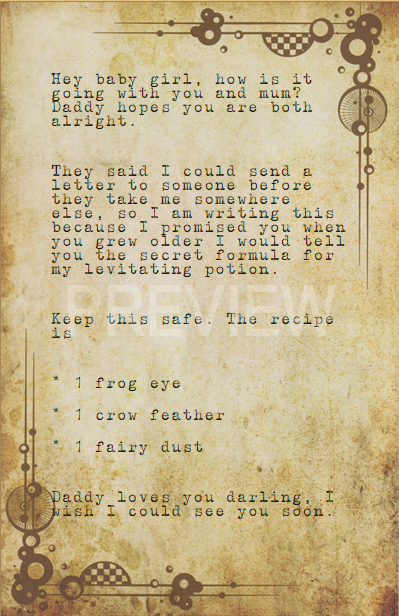 Hey baby girl, how is it
going with you and mum?
Daddy hopes you are both
alright.
They said I could send a
letter to someone before
they take me somewhere
else, so I am writing this
because I promised you when
you grew older I would tell
you the secret formula for
my levitating potion.
PREVIEW
Keep this safe. The recipe
is
* 1 frog eye
* 1 crow feather
* 1 fairy dust
Daddy loves you darling, I
wish I could see you soon.